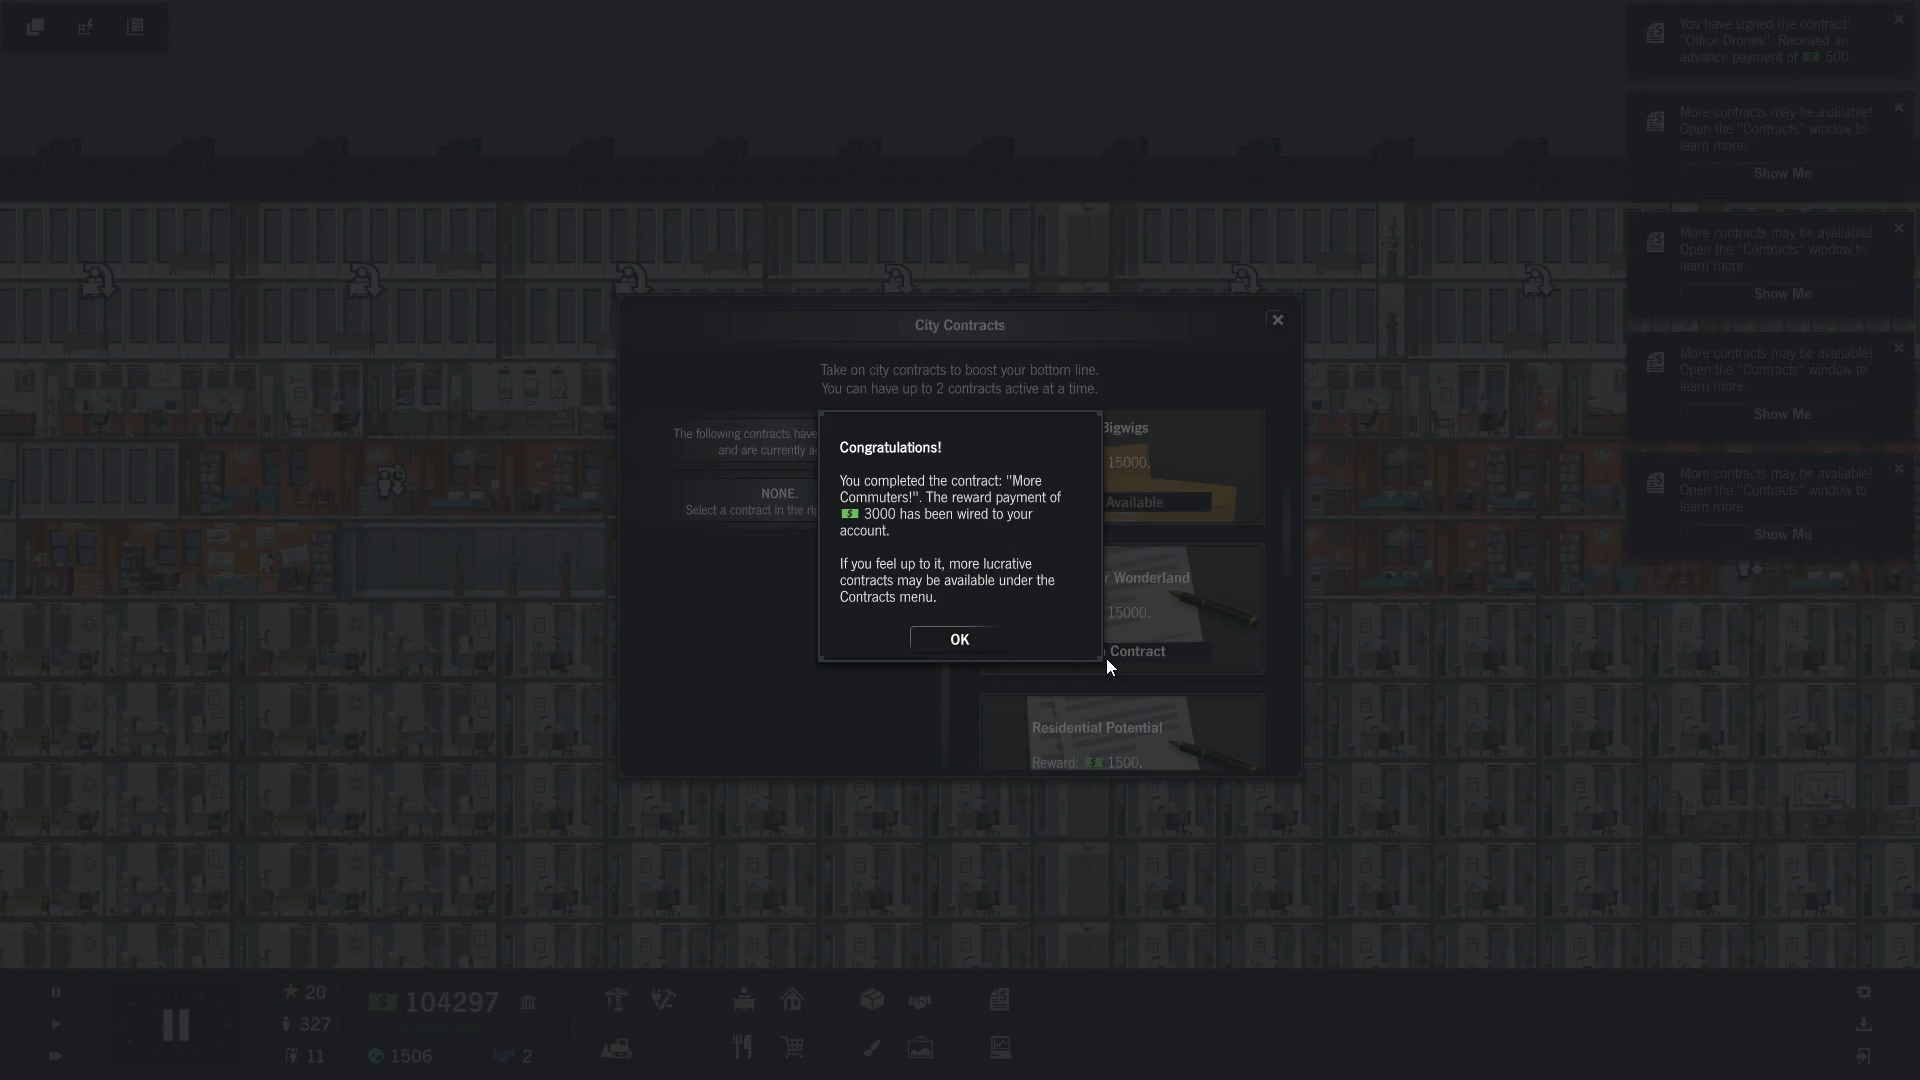 You have signed the contract:
"Office Drones". Received an
advance payment of 500.
More contracts may be available!
Open the "Contracts" window to
learn more.
Show Me
More contracts may be available!
Open the "Contracts" window to
learn more.
Show Me
More contracts may be available!
Open the "Contracts" window to
learn more.
Show Me
More contracts may be available!
Open the "Contracts" window to
learn more.
Show Me
City Contracts
Take on city contracts to boost your bottom line.
You can have up to 2 contracts active at a time.
The following contracts have
and are currently
NONE.
Select a contract in the
Bigwigs
15000.
Available
Wonderland
15000.
Contract
Residential Potential
Reward: $ 1500.
Congratulations!
You completed the contract: "More
Commuters!". The reward payment of
$ 3000 has been wired to your
account.
If you feel up to it, more lucrative
contracts may be available under the
Contracts menu.
OK
20
327
11
$ 104297
1506
2